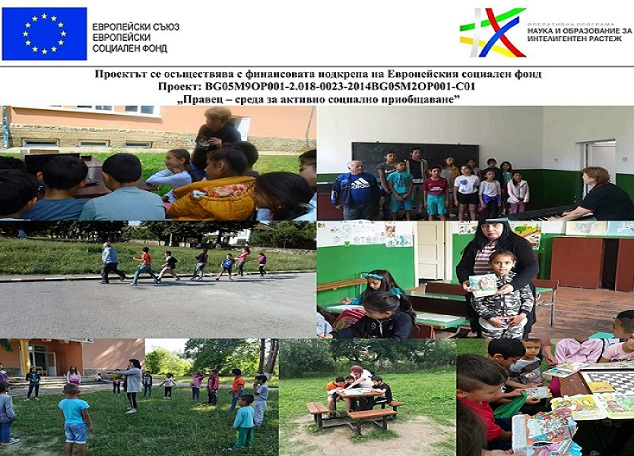 ЕВРОПЕЙСКИ СЪЮЗ
ЕВРОПЕЙСКИ
СОЦИАЛЕН ФОНД
ОПЕРАТИВНА ПРОГРАМА
НАУКА И ОБРАЗОВАНИЕ ЗА
ИНТЕЛИГЕНТЕН РАСТЕЖ
Проектът се осъществява с финансовата подкрепа на Европейския социален фонд
Проект: BG05M9OP001-2.018-0023-2014BG05M2OP001-C01
„Правец – среда за активно социално приобщаване”